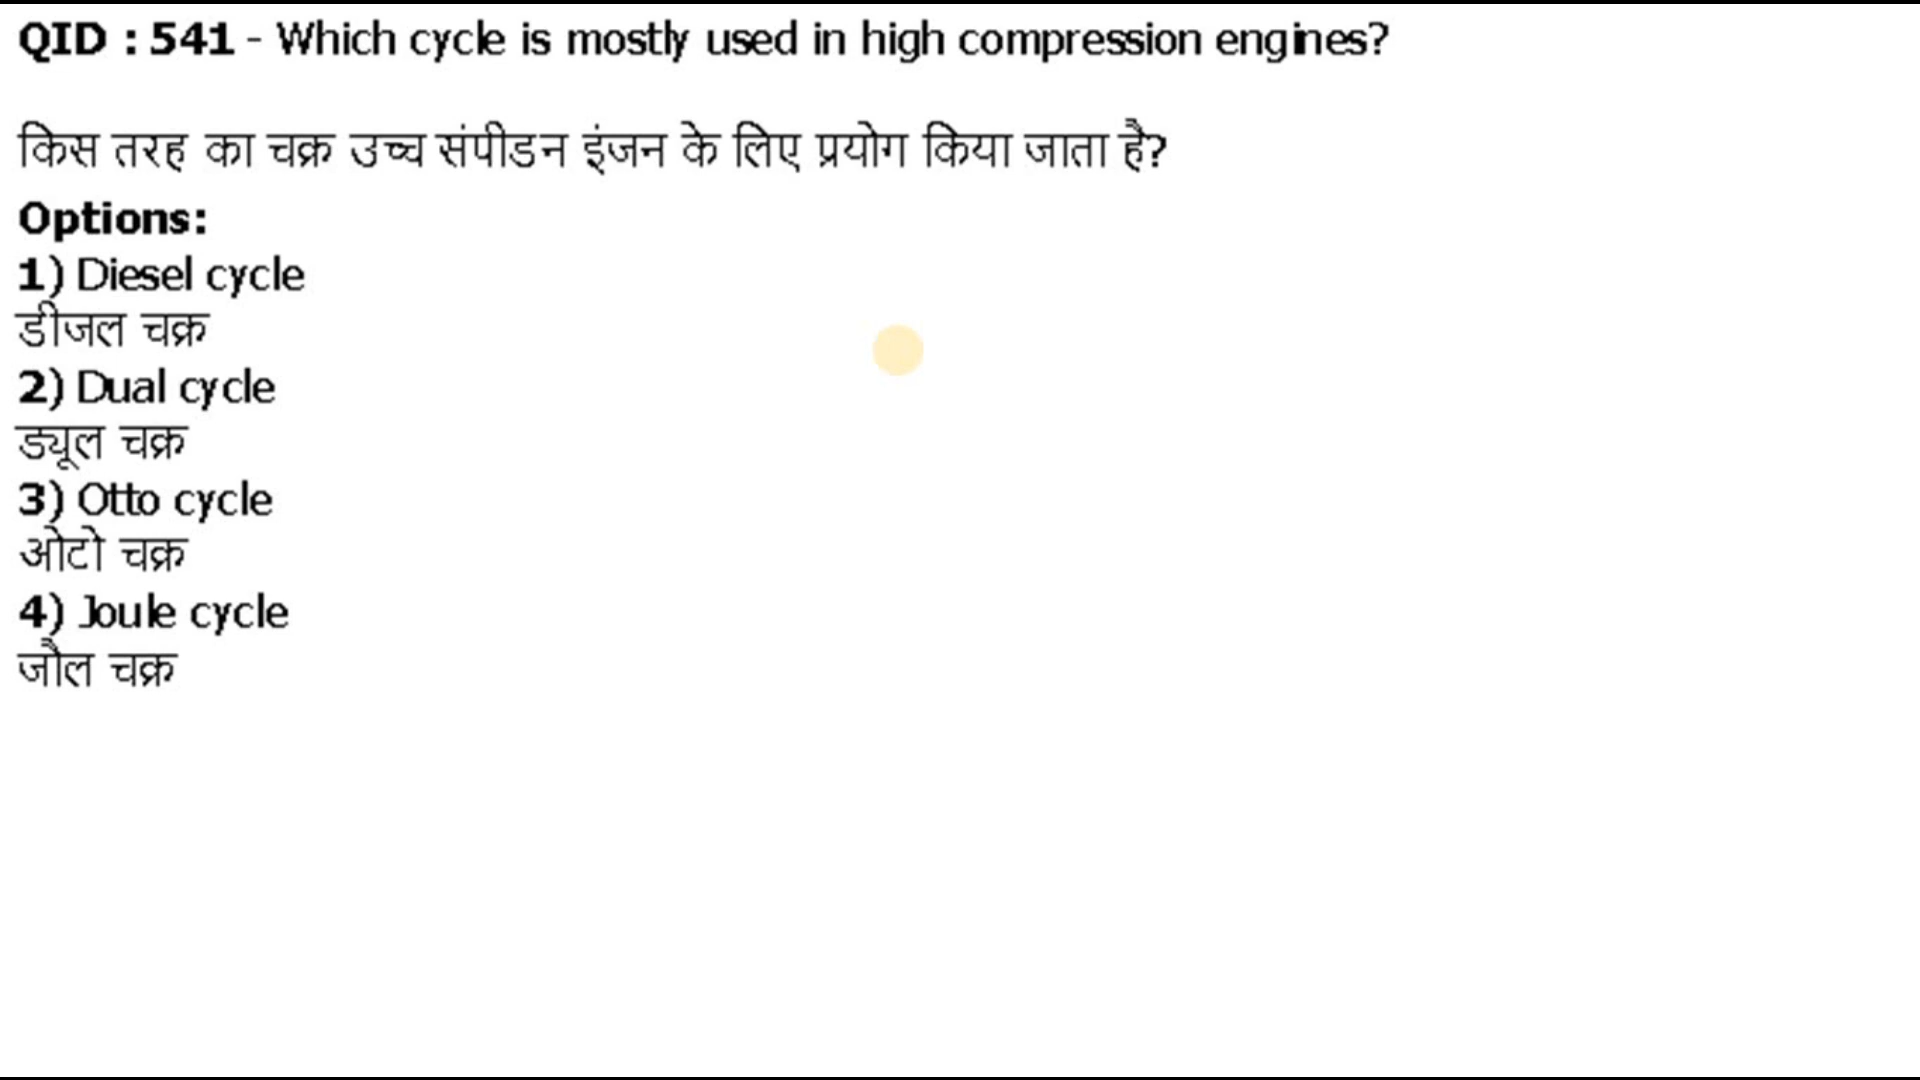 QID : 541 - Which cycle is mostly used in high compression engines?
किस तरह का चक्र उच्च संपीडन इंजन के लिए प्रयोग किया जाता है?
Options:
1) Diesel cycle
डीजल चक्र
2) Dual cycle
ड्यूल चक्र
3) Otto cycle
ओटो चक्र
4) Joule cycle
जौल चक्र